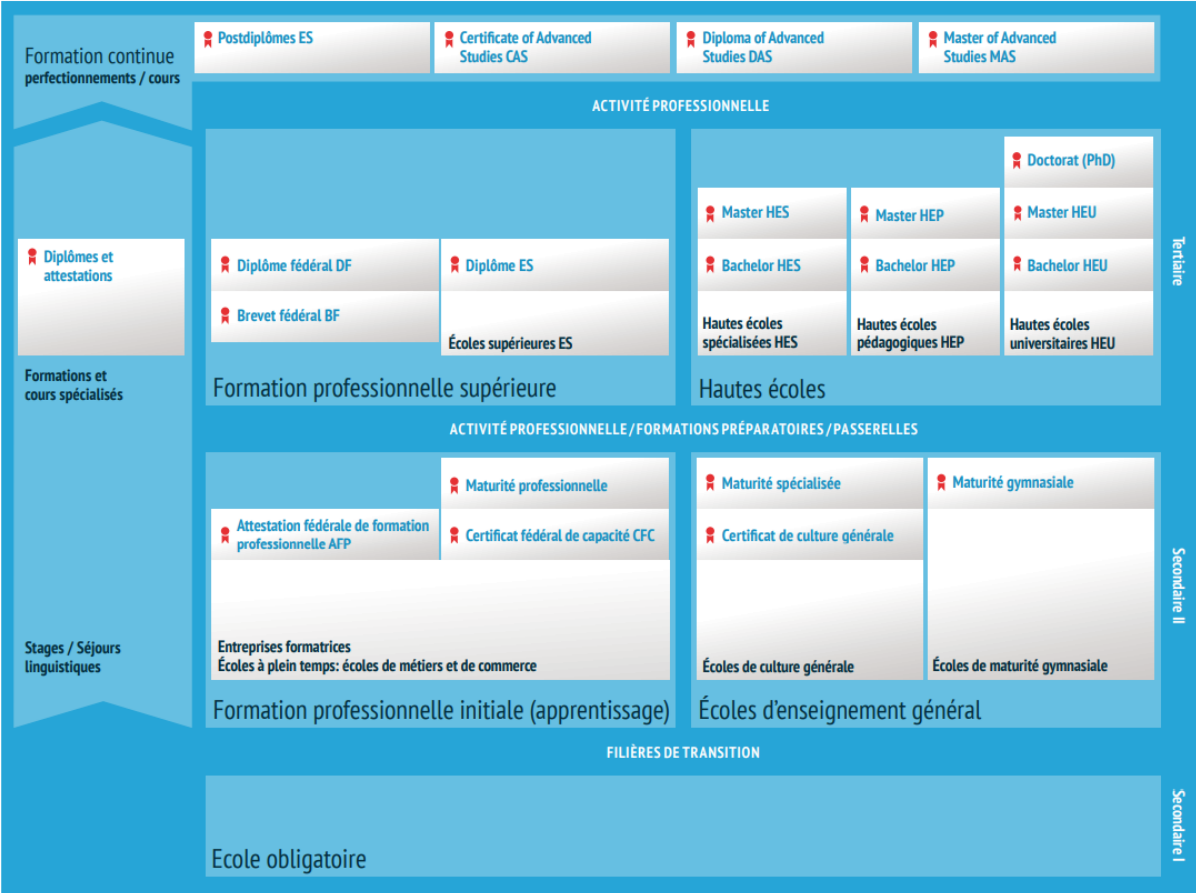 Formation continue
perfectionnements / cours
Postdiplômes ES
Certificate of Advanced
Studies CAS
Diploma of Advanced
Studies DAS
Master of Advanced
Studies MAS
ACTIVITÉ PROFESSIONNELLE
Doctorat (PhD)
Master HES
Master HEP
Master HEU
Diplômes et
attestations
Diplôme fédéral DF
Diplôme ES
Bachelor HES
Bachelor HEP
Bachelor HEU
Brevet fédéral BF
Écoles supérieures ES
Hautes écoles
spécialisées HES
Hautes écoles
pédagogiques HEP
Hautes écoles
universitaires HEU
Formations et
cours spécialisés
Formation professionnelle supérieure
Hautes écoles
Tertiaire
ACTIVITÉ PROFESSIONNELLE / FORMATIONS PRÉPARATOIRES / PASSERELLES
Maturité professionnelle
Maturité spécialisée
Maturité gymnasiale
Attestation fédérale de formation
professionnelle AFP
Certificat fédéral de capacité CFC
Certificat de culture générale
Stages / Séjours
linguistiques
Entreprises formatrices
Écoles à plein temps: écoles de métiers et de commerce
Écoles de culture générale
Écoles de maturité gymnasiale
Formation professionnelle initiale (apprentissage)
Écoles d'enseignement général
Secondaire II
FILIÈRES DE TRANSITION
Ecole obligatoire
Secondaire I